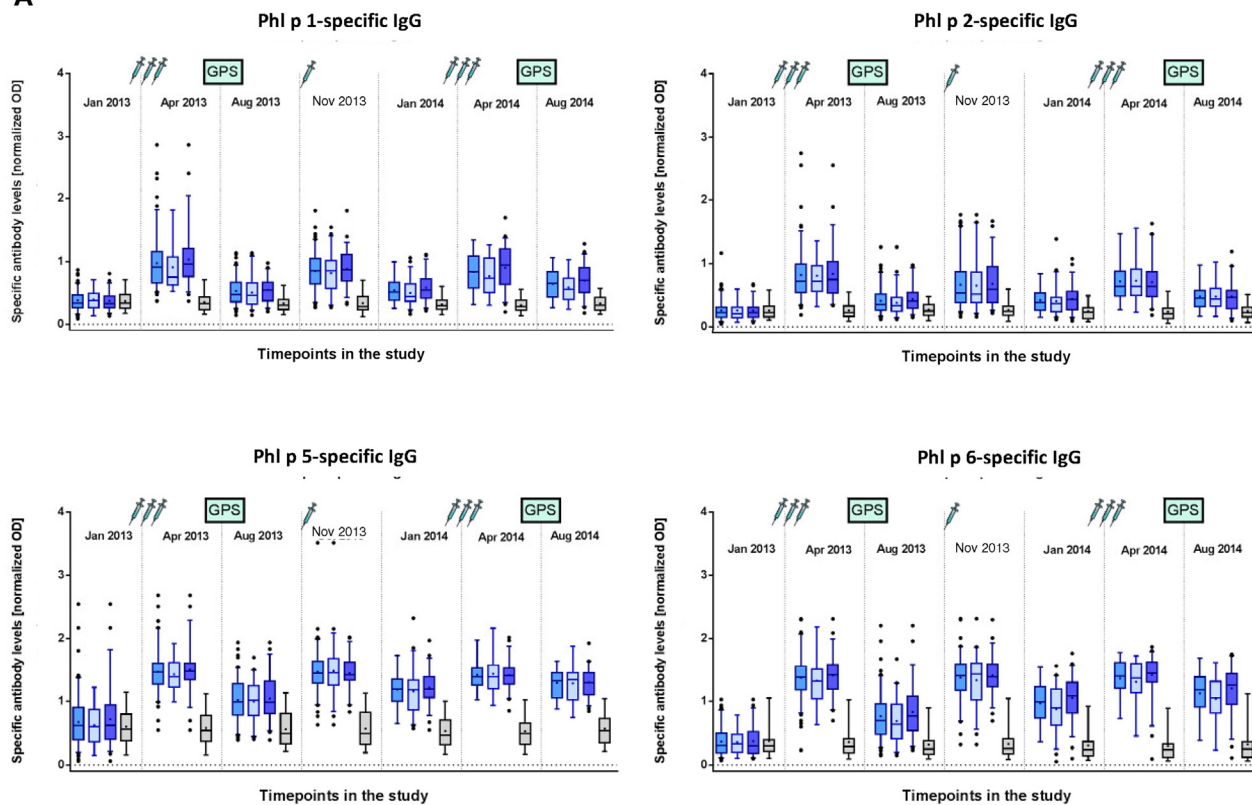 A
Phl p 1-specific IgG
Specific antibody levels [normalized OD]
4
3
2
1
0
GPS
GPS
Jan 2013
Apr 2013
Aug 2013
Nov 2013
Jan 2014
Apr 2014
Aug 2014
Timepoints in the study
Phl p 2-specific IgG
Specific antibody levels [normalized OD]
4
3
2
1
0
GPS
GPS
Jan 2013
Apr 2013
Aug 2013
Nov 2013
Jan 2014
Apr 2014
Aug 2014
Timepoints in the study
Phl p 5-specific IgG
Specific antibody levels [normalized OD]
4
3
2
1
0
GPS
GPS
Jan 2013
Apr 2013
Aug 2013
Nov 2013
Jan 2014
Apr 2014
Aug 2014
Timepoints in the study
Phl p 6-specific IgG
Specific antibody levels [normalized OD]
4
3
2
1
0
GPS
GPS
Jan 2013
Apr 2013
Aug 2013
Nov 2013
Jan 2014
Apr 2014
Aug 2014
Timepoints in the study